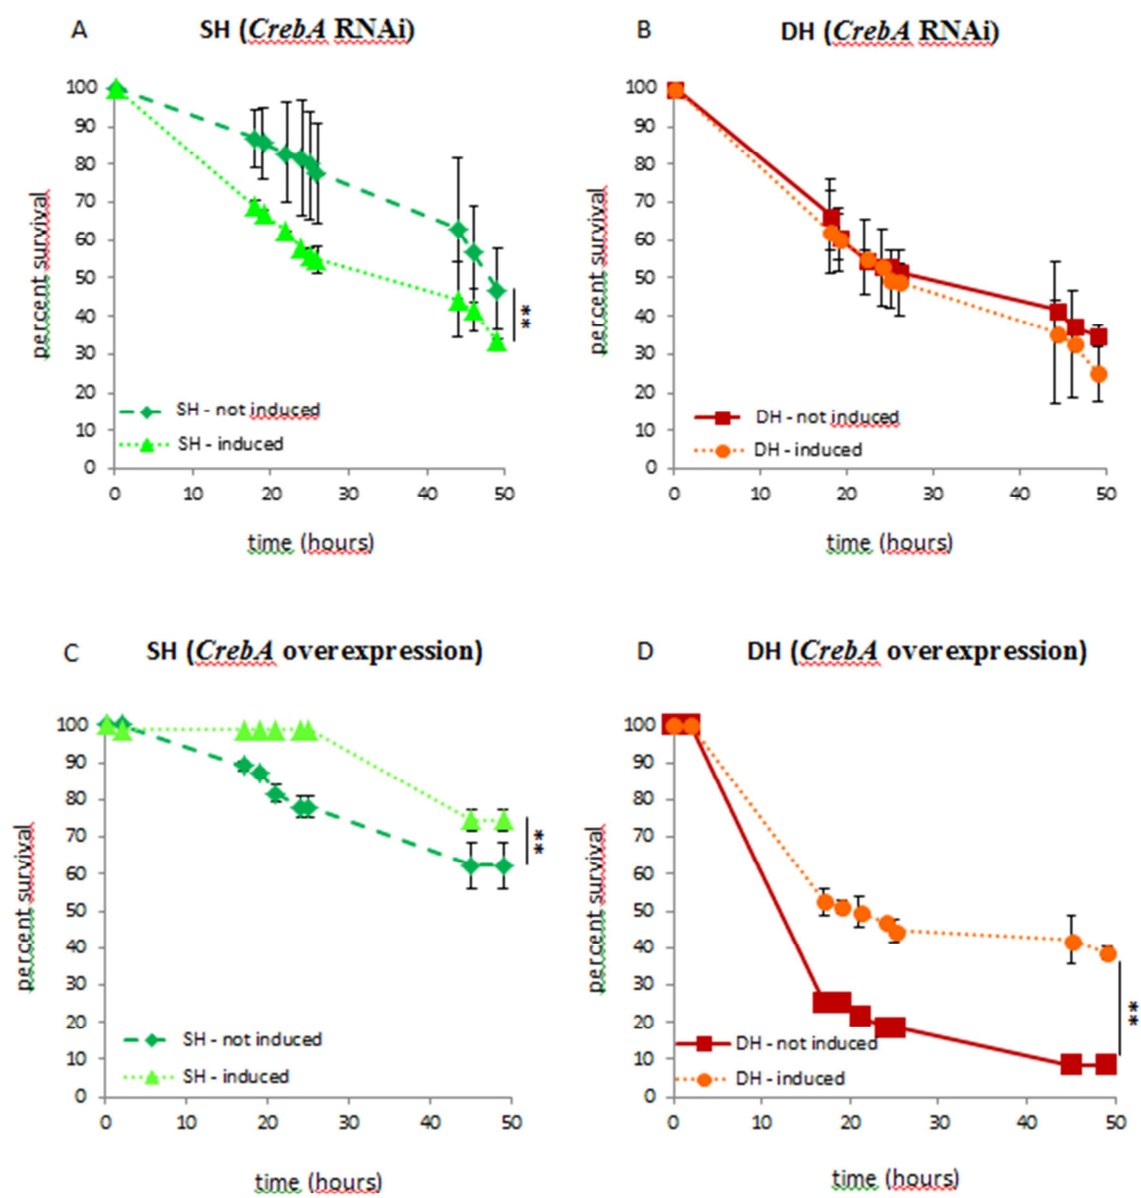 A
SH (CrebA RNAi)
100
90
80
70
60
50
40
30
20
10
0
percent survival
**
SH - not induced
SH - induced
0 10 20 30 40 50
time (hours)
B
DH (CrebA RNAi)
100
90
80
70
60
50
40
30
20
10
0
percent survival
DH - not induced
DH - induced
0 10 20 30 40 50
time (hours)
C
SH (CrebA overexpression)
100
90
80
70
60
50
40
30
20
10
0
percent survival
**
SH - not induced
SH - induced
0 10 20 30 40 50
time (hours)
D
DH (CrebA overexpression)
100
90
80
70
60
50
40
30
20
10
0
percent survival
**
DH - not induced
DH - induced
0 10 20 30 40 50
time (hours)